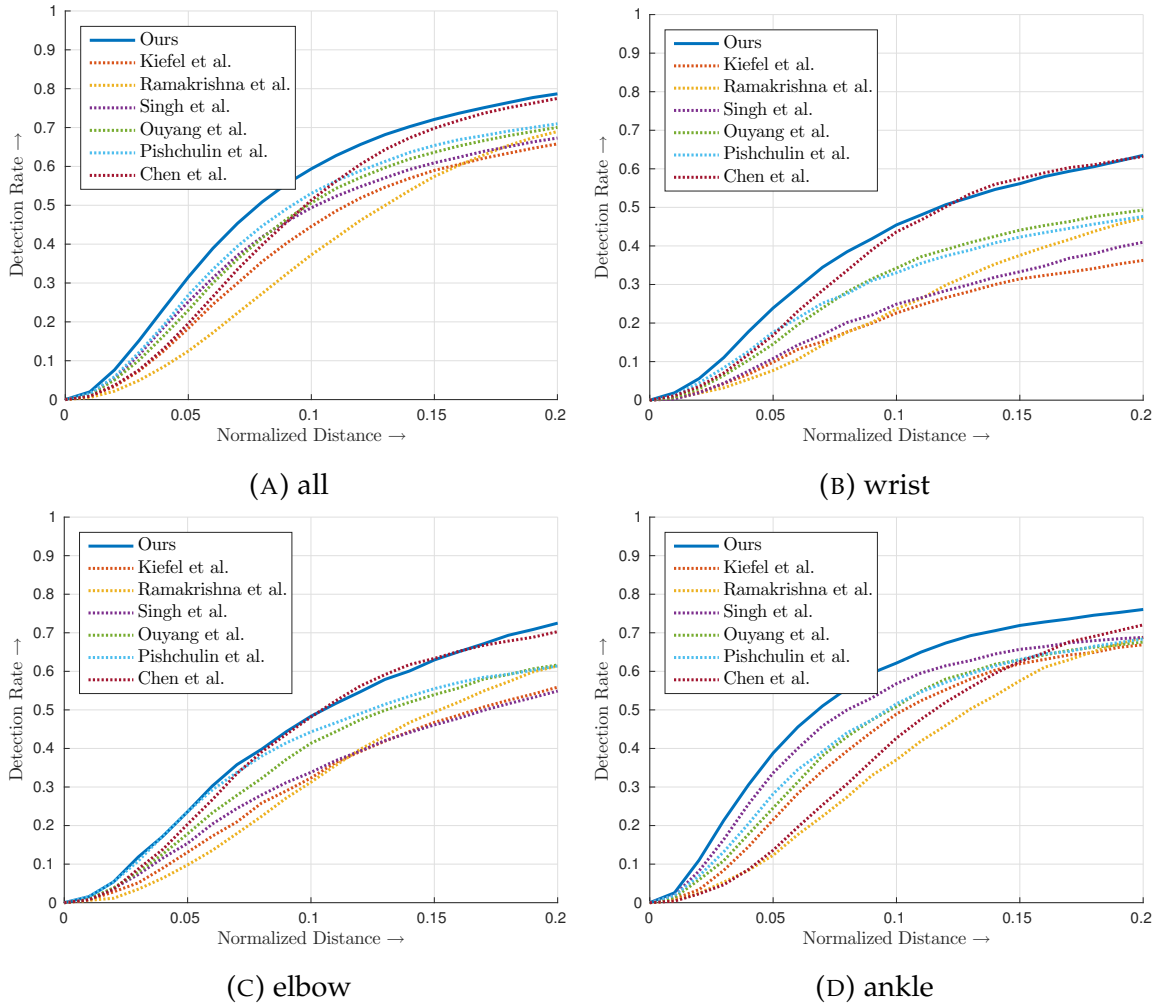 1
0.9
0.8
0.7
0.6
0.5
0.4
0.3
0.2
0.1
0
Detection Rate →
Ours
Kiefel et al.
Ramakrishna et al.
Singh et al.
Ouyang et al.
Pishchulin et al.
Chen et al.
0 0.05 0.1 0.15 0.2
Normalized Distance →
(A) all
1
0.9
0.8
0.7
0.6
0.5
0.4
0.3
0.2
0.1
0
Detection Rate →
Ours
Kiefel et al.
Ramakrishna et al.
Singh et al.
Ouyang et al.
Pishchulin et al.
Chen et al.
0 0.05 0.1 0.15 0.2
Normalized Distance →
(B) wrist
1
0.9
0.8
0.7
0.6
0.5
0.4
0.3
0.2
0.1
0
Detection Rate →
Ours
Kiefel et al.
Ramakrishna et al.
Singh et al.
Ouyang et al.
Pishchulin et al.
Chen et al.
0 0.05 0.1 0.15 0.2
Normalized Distance →
(C) elbow
1
0.9
0.8
0.7
0.6
0.5
0.4
0.3
0.2
0.1
0
Detection Rate →
Ours
Kiefel et al.
Ramakrishna et al.
Singh et al.
Ouyang et al.
Pishchulin et al.
Chen et al.
0 0.05 0.1 0.15 0.2
Normalized Distance →
(D) ankle